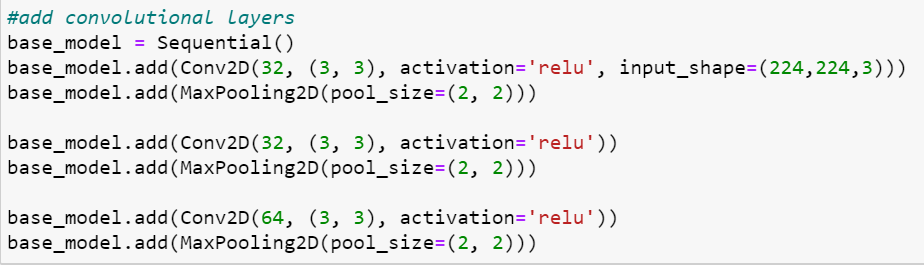 #add convolutional layers
base_model = Sequential()
base_model.add(Conv2D(32, (3, 3), activation='relu', input_shape=(224,224,3)))
base_model.add(MaxPooling2D(pool_size=(2, 2)))
base_model.add(Conv2D(32, (3, 3), activation='relu'))
base_model.add(MaxPooling2D(pool_size=(2, 2)))
base_model.add(Conv2D(64, (3, 3), activation='relu'))
base_model.add(MaxPooling2D(pool_size=(2, 2)))